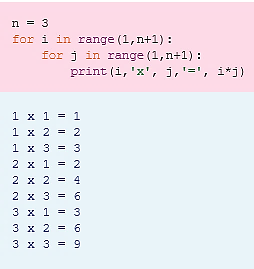 n = 3
for i in range(1,n+1):
    for j in range(1,n+1):
        print(i,'x', j,'=', i*j)
1 x 1 = 1
1 x 2 = 2
1 x 3 = 3
2 x 1 = 2
2 x 2 = 4
2 x 3 = 6
3 x 1 = 3
3 x 2 = 6
3 x 3 = 9